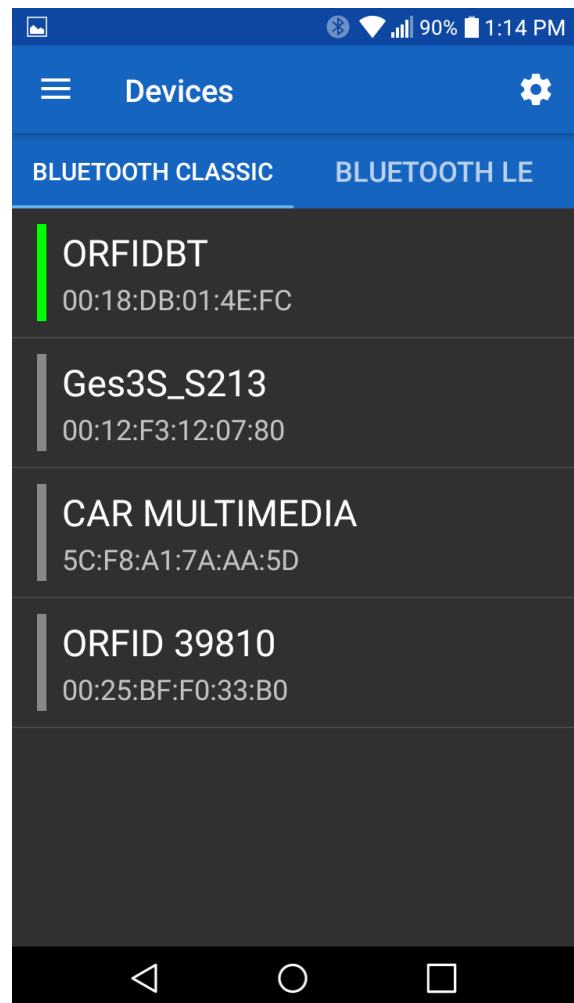 90% 1:14 PM
Devices
BLUETOOTH CLASSIC BLUETOOTH LE
ORFIDBT
00:18:DB:01:4E:FC
Ges3S_S213
00:12:F3:12:07:80
CAR MULTIMEDIA
5C:F8:A1:7A:AA:5D
ORFID 39810
00:25:BF:F0:33:B0